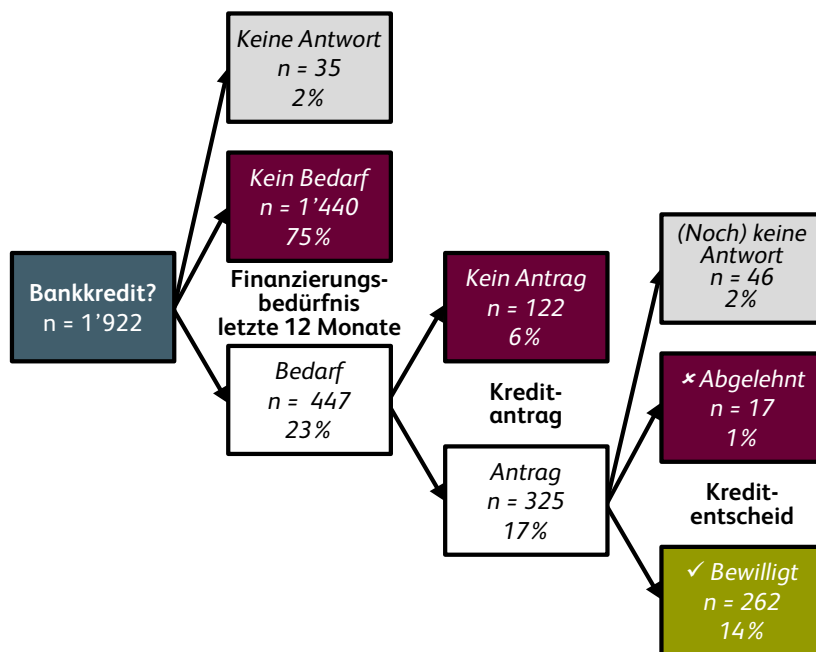 Keine Antwort
n = 35
2%
Kein Bedarf
n = 1’440
75%
Bankkredit?
n = 1’922
Finanzierungs-
bedürfnis
letzte 12 Monate
Bedarf
n = 447
23%
Kein Antrag
n = 122
6%
Kredit-
antrag
Antrag
n = 325
17%
(Noch) keine
Antwort
n = 46
2%
✘ Abgelehnt
n = 17
1%
Kredit-
entscheid
✓ Bewilligt
n = 262
14%